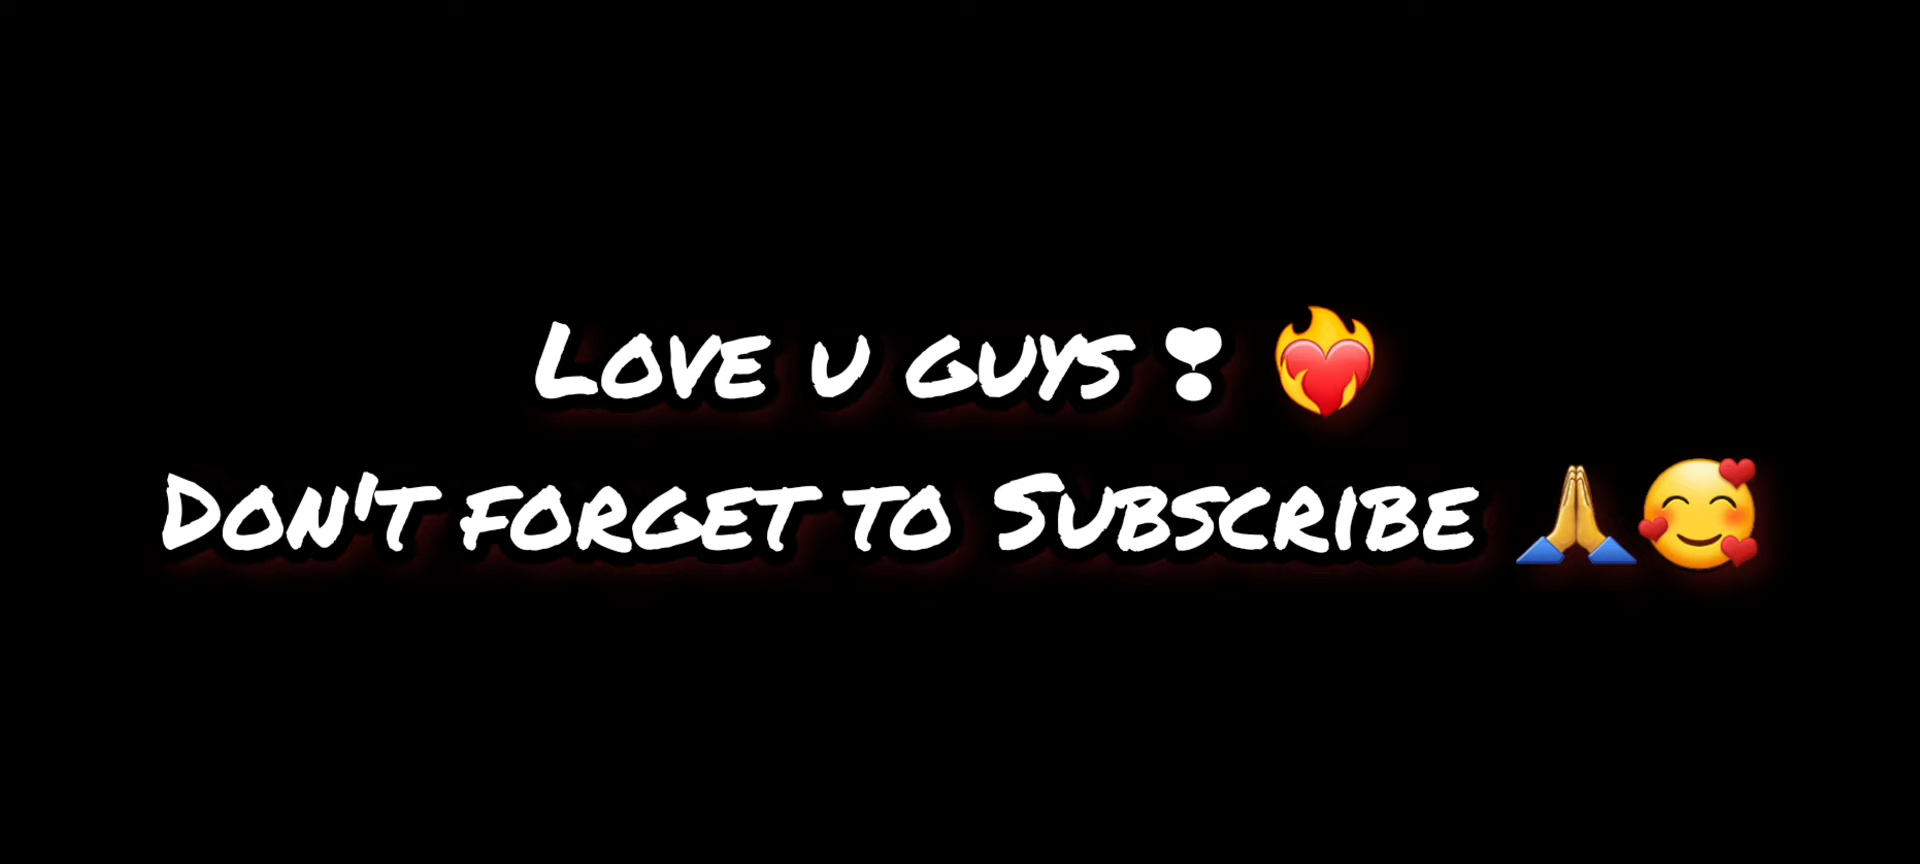 Love u guys ❣ ❤️‍🔥
Don't forget to Subscribe 🙏🥰